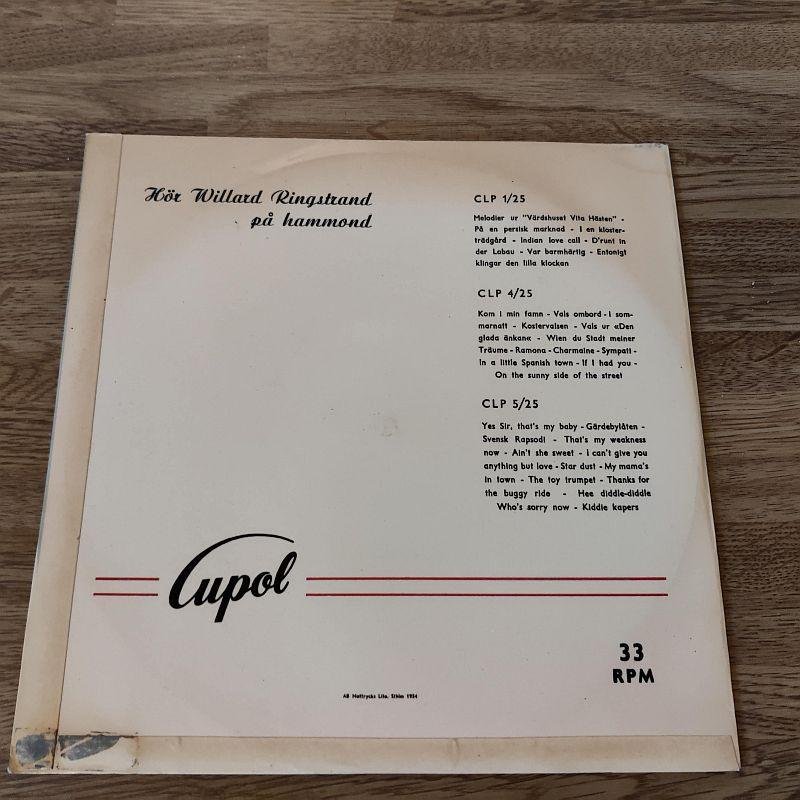 Hör Willard Ringstrand
på hammond
CLP 1/25
Melodier ur "Värdshuset Vita Hästen" -
På en persisk marknad - I en kloster-
trädgård - Indian love call - D'runt in
der Lobau - Var barmhärtig - Entonigt
klingar den lilla klockan
CLP 4/25
Kom i min famn - Vals ombord - I som-
marnatt - Kostervalsen - Vals ur «Den
glada änkan« - Wien du Stadt meiner
Träume - Ramona - Charmaine - Sympati -
In a little Spanish town - If I had you -
On the sunny side of the street
CLP 5/25
Yes Sir, that's my baby - Gärdebylåten -
Svensk Rapsodi - That's my weakness
now - Ain't she sweet - I can't give you
anything but love - Star dust - My mama's
in town - The toy trumpet - Thanks for
the buggy ride - Hee diddle-diddle
Who's sorry now - Kiddie kapers
Cupol
33
RPM
AB Nottrycks Lito. Sthlm 1954